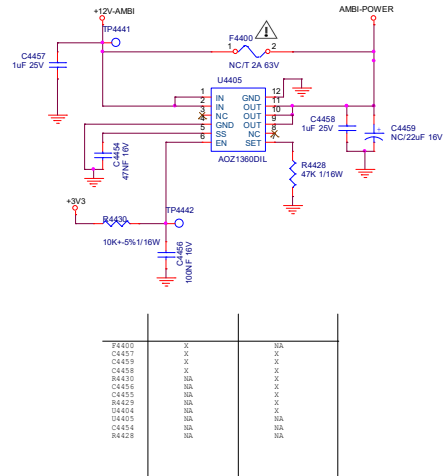 +12V-AMBI
AMBI-POWER
TP4441
F4400
1 2
NC/T 2A 63V
C4457
1uF 25V
U4405
1 IN GND 12
2 IN OUT 11
3 NC OUT 10
4 GND OUT 9
5 SS NC 8
6 EN SET 7
AOZ1360DIL
C4458
1uF 25V
+
C4459
NC/22uF 16V
C4454
47NF 16V
R4428
47K 1/16W
+3V3
R4430
10K+-5%1/16W
TP4442
C4456
100NF 16V
F4400 X NA
C4457 X X
C4459 X X
C4458 X X
R4430 NA X
C4456 NA X
C4455 NA X
R4429 NA X
U4404 NA X
U4405 NA NA
C4454 NA NA
R4428 NA NA